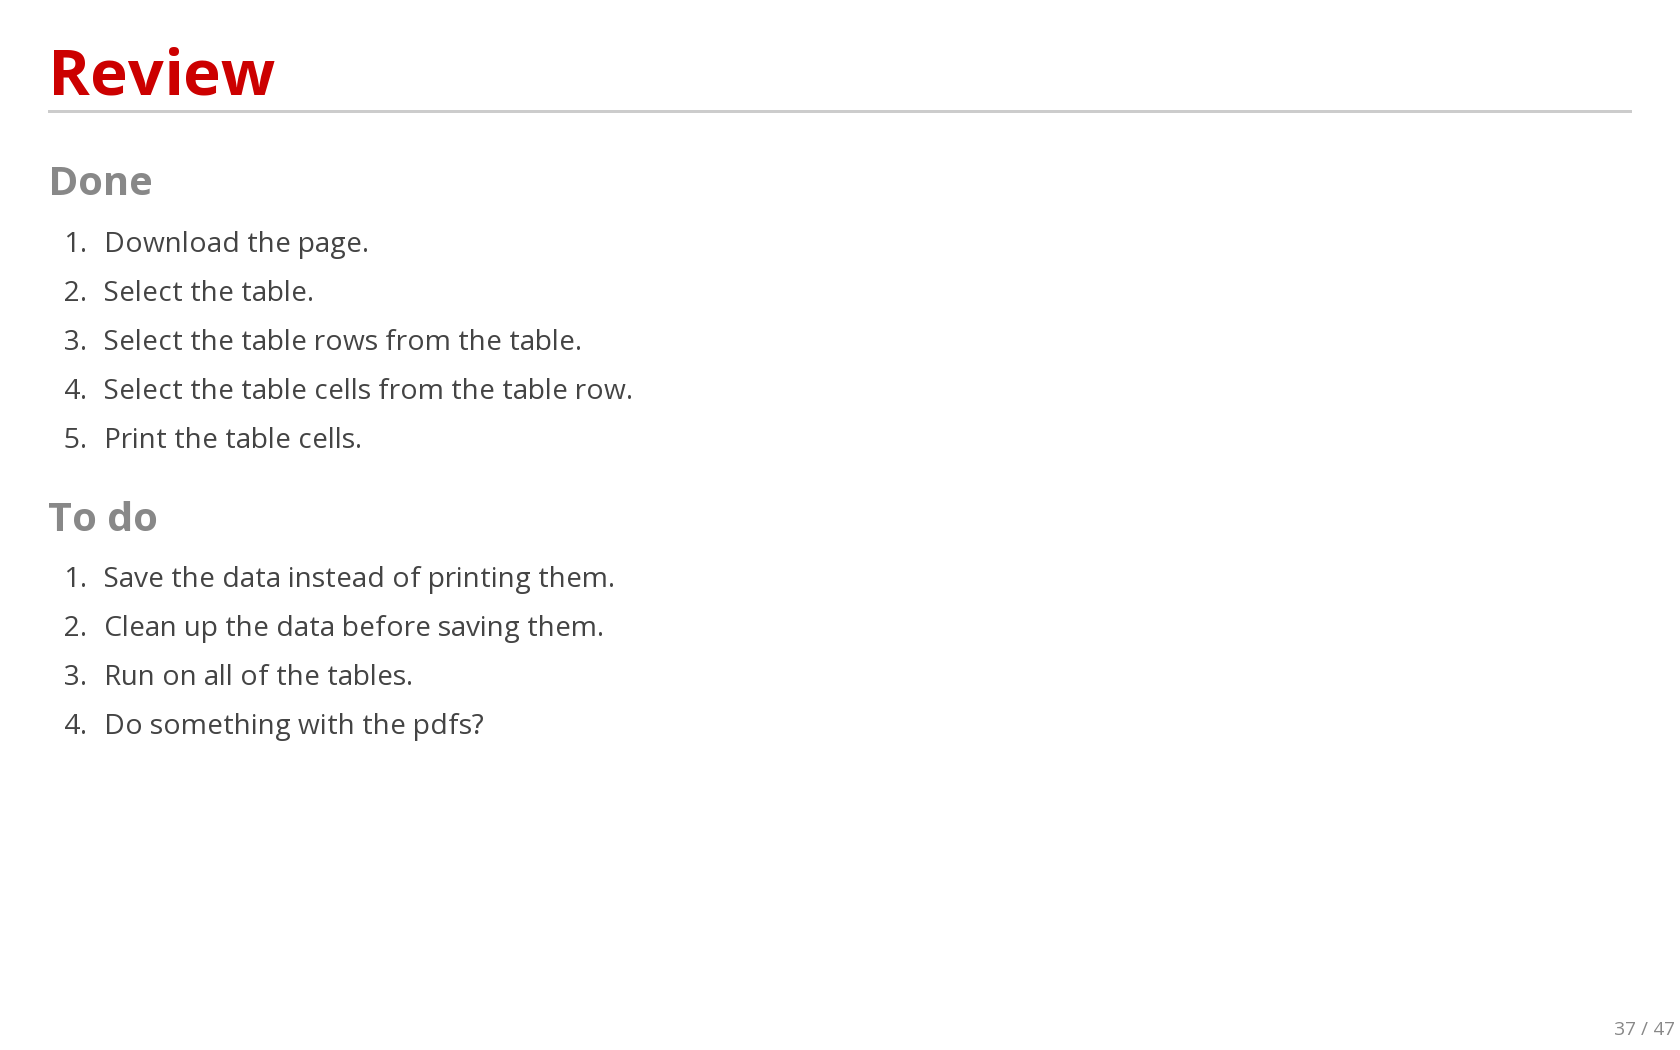 Review
Done
1. Download the page.
2. Select the table.
3. Select the table rows from the table.
4. Select the table cells from the table row.
5. Print the table cells.
To do
1. Save the data instead of printing them.
2. Clean up the data before saving them.
3. Run on all of the tables.
4. Do something with the pdfs?
37 / 47